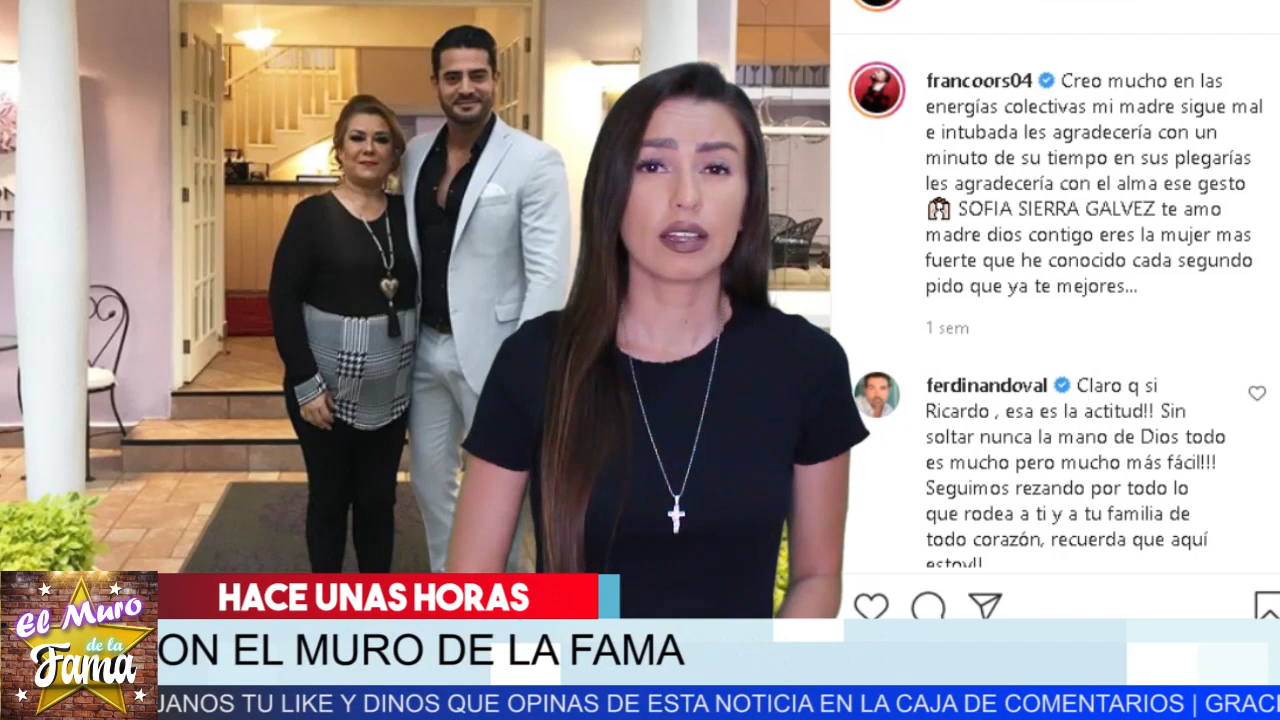 francoors04 Creo mucho en las
energías colectivas mi madre sigue mal
e intubada les agradecería con un
minuto de su tiempo en sus plegarías
les agradecería con el alma ese gesto
SOFIA SIERRA GALVEZ te amo
madre dios contigo eres la mujer mas
fuerte que he conocido cada segundo
pido que ya te mejores...
1 sem
ferdinandoval Claro q si
Ricardo , esa es la actitud!! Sin
soltar nunca la mano de Dios todo
es mucho pero mucho más fácil!!!
Seguimos rezando por todo lo
que rodea a ti y a tu familia de
todo corazón, recuerda que aquí
estoy!!
HACE UNAS HORAS
El Muro
de la
Fama
ON EL MURO DE LA FAMA
JANOS TU LIKE Y DINOS QUE OPINAS DE ESTA NOTICIA EN LA CAJA DE COMENTARIOS | GRACI